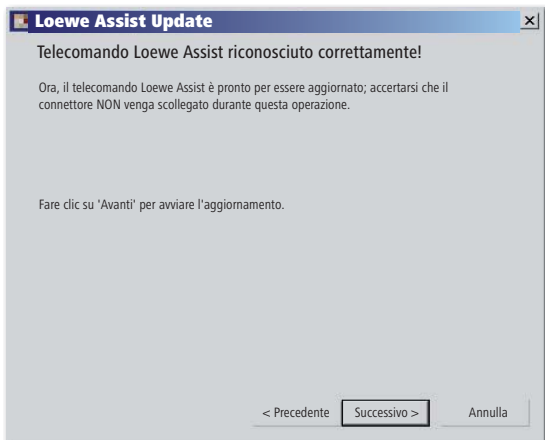 Loewe Assist Update
Telecomando Loewe Assist riconosciuto correttamente!
Ora, il telecomando Loewe Assist è pronto per essere aggiornato; accertarsi che il
connettore NON venga scollegato durante questa operazione.
Fare clic su 'Avanti' per avviare l'aggiornamento.
< Precedente Successivo > Annulla